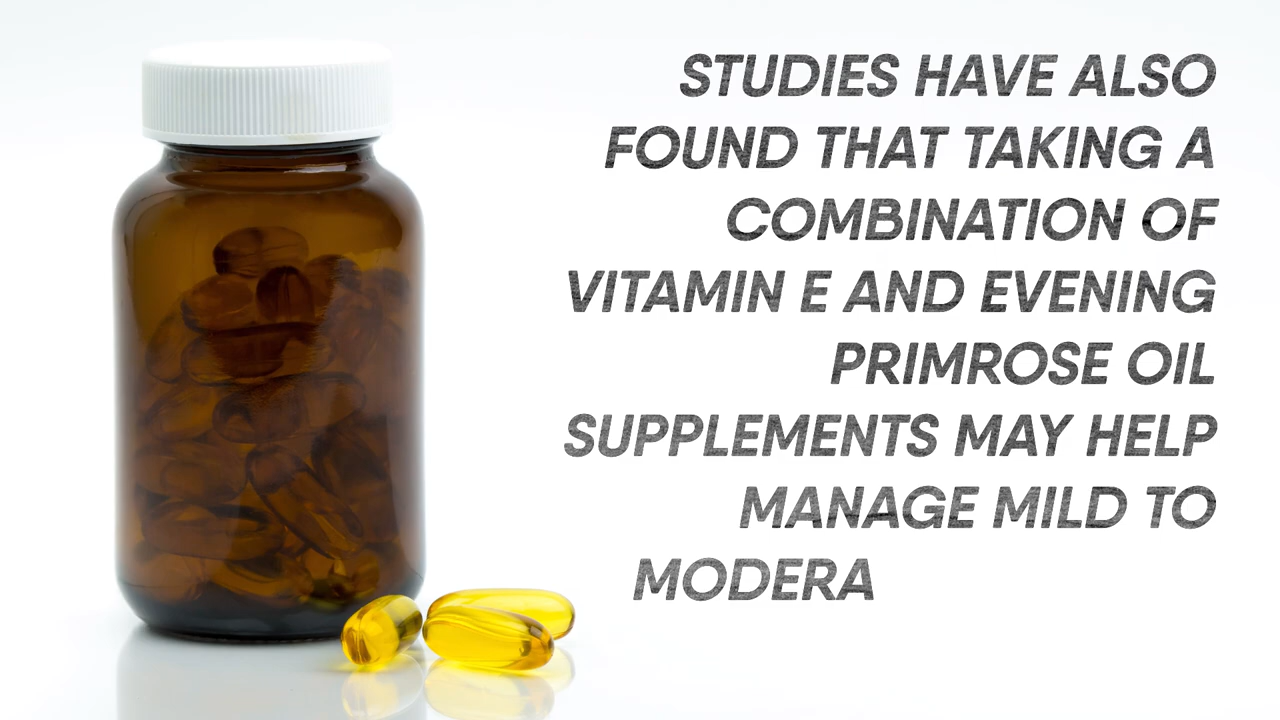 STUDIES HAVE ALSO
FOUND THAT TAKING A
COMBINATION OF
VITAMIN E AND EVENING
PRIMROSE OIL
SUPPLEMENTS MAY HELP
MANAGE MILD TO
MODERA